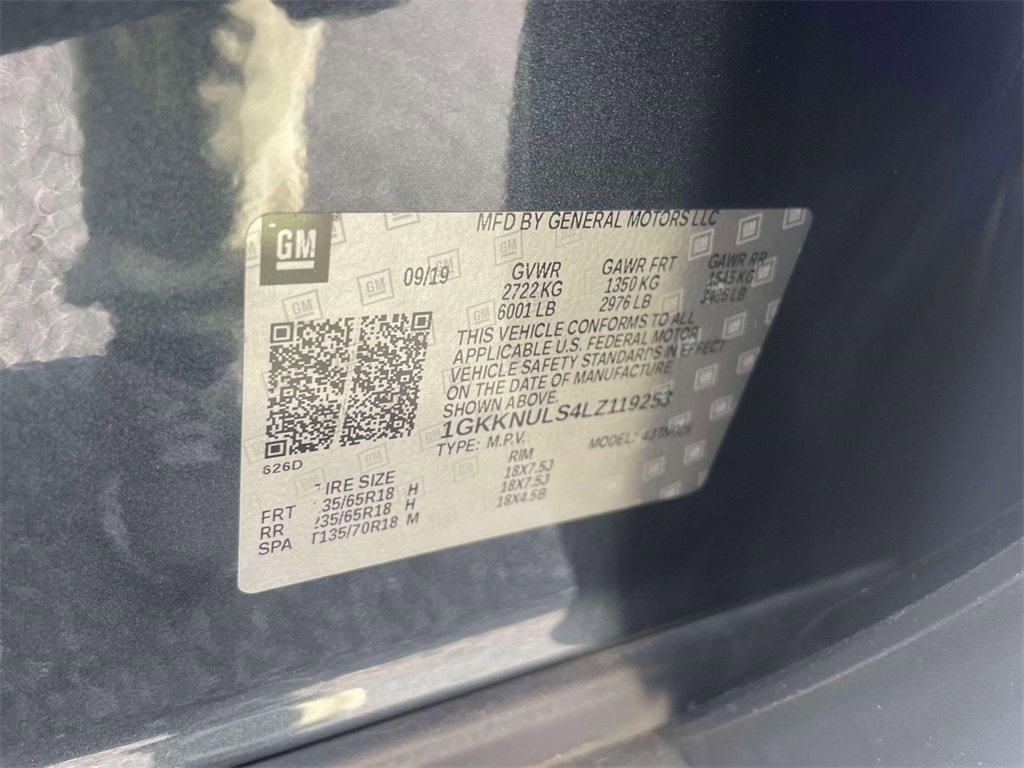 GM
MFD BY GENERAL MOTORS LLC
09/19
GVWR GAWR FRT GAWR RR
2722 KG 1350 KG 1545 KG
6001 LB 2976 LB 3406 LB
THIS VEHICLE CONFORMS TO ALL
APPLICABLE U.S. FEDERAL MOTOR
VEHICLE SAFETY STANDARDS IN EFFECT
ON THE DATE OF MANUFACTURE
SHOWN ABOVE.
1GKKNULS4LZ119253
TYPE: M.P.V. MODEL:
S26D
IRE SIZE RIM
FRT 35/65R18 H 18X7.5J
RR 235/65R18 H 18X7.5J
SPA T135/70R18 M 18X4.5B